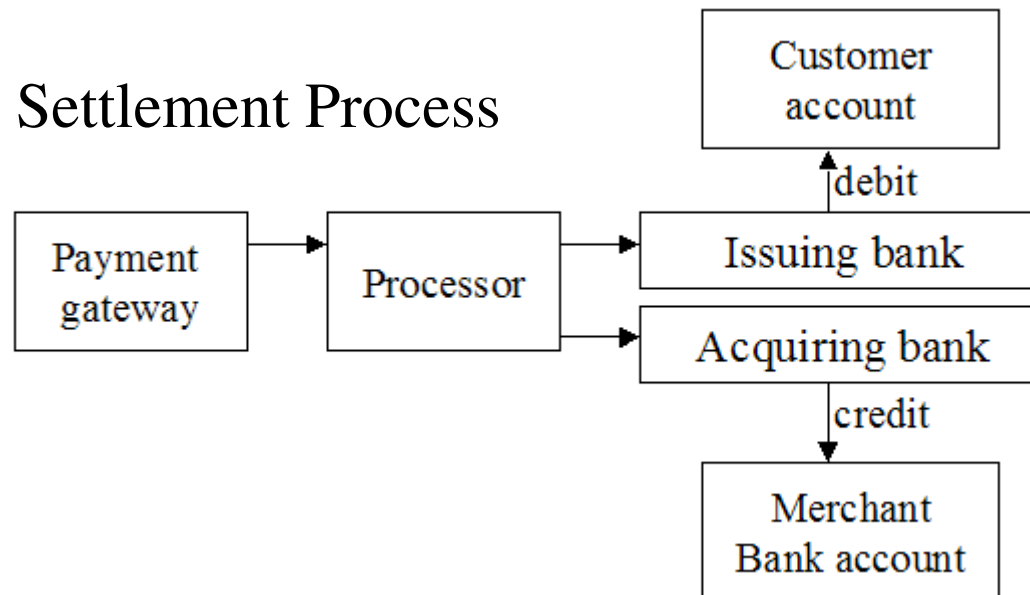 Settlement Process
Customer
account
debit
Payment
gateway
Processor
Issuing bank
Acquiring bank
credit
Merchant
Bank account